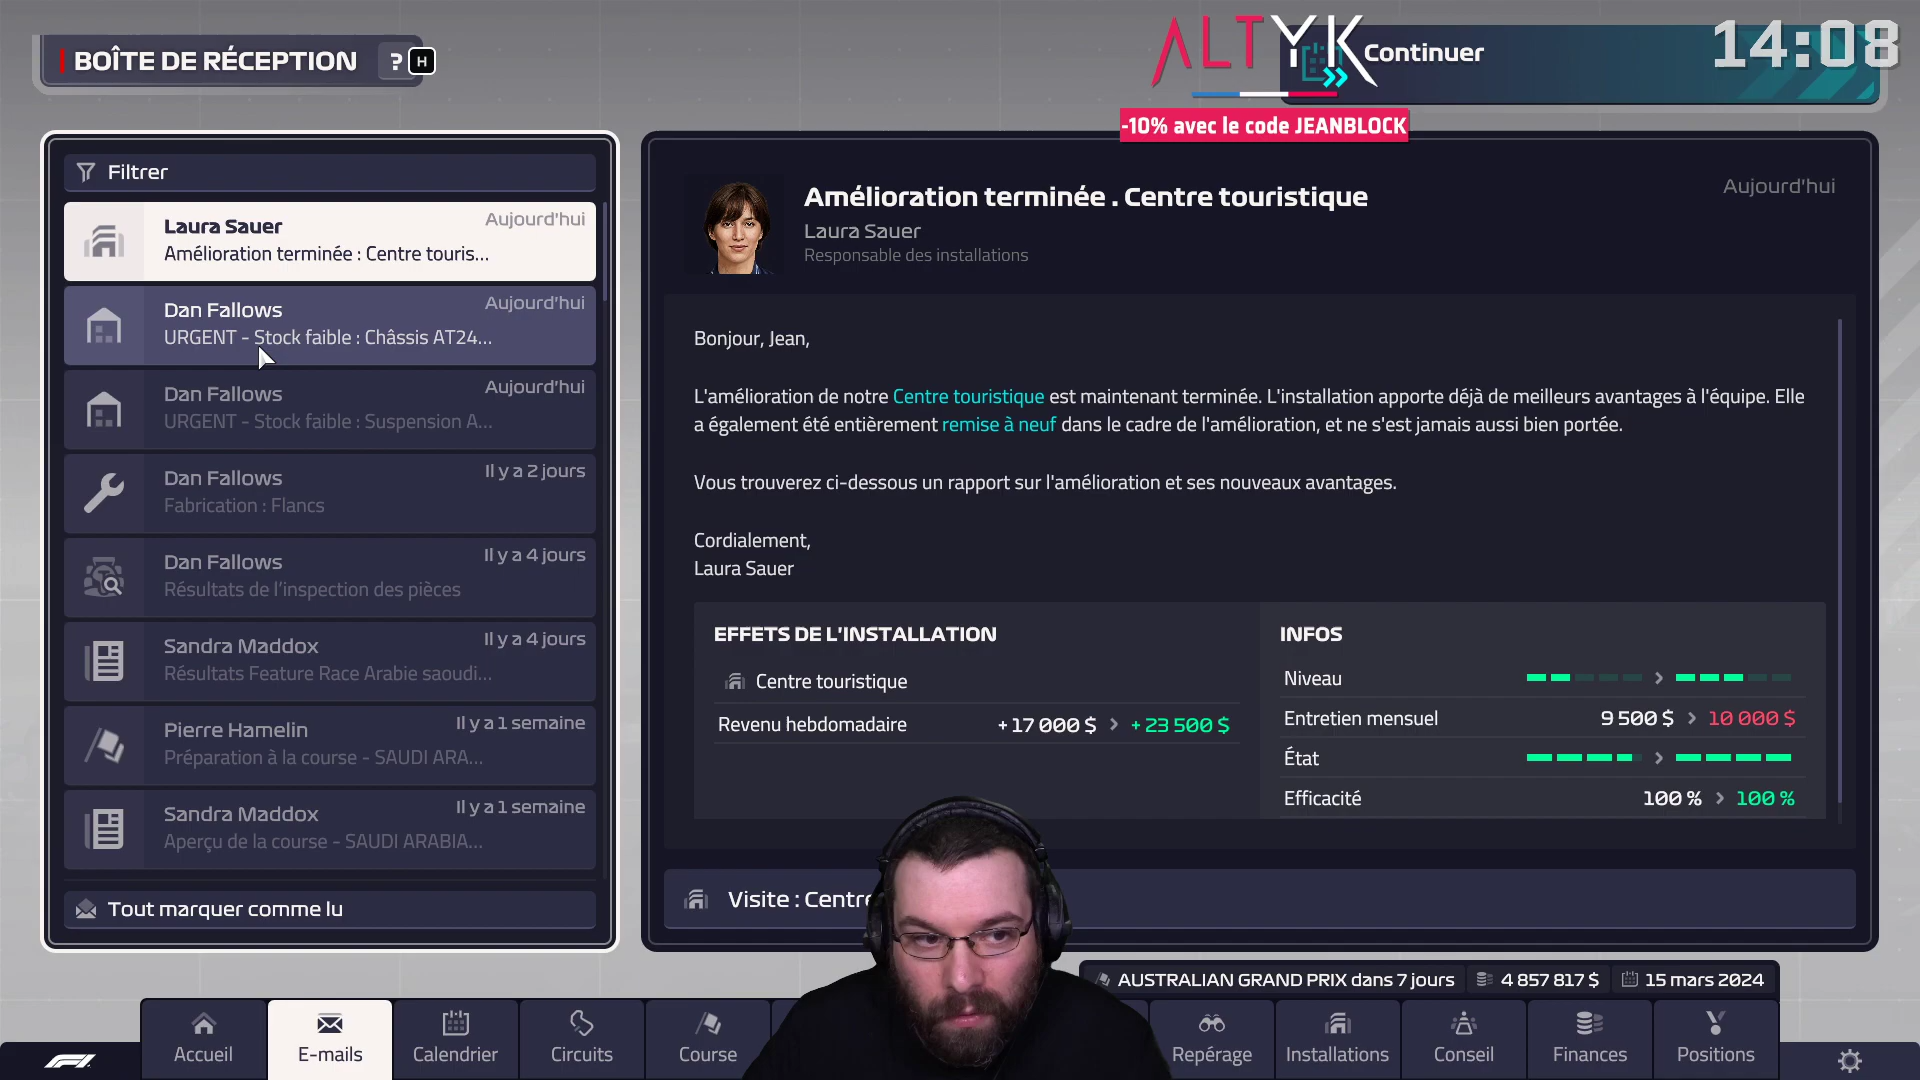 BOÎTE DE RÉCEPTION
? H
ALTYK
-10% avec le code JEANBLOCK
Continuer
14:08
Filtrer
Laura Sauer
Aujourd'hui
Amélioration terminée : Centre touris...
Dan Fallows
Aujourd'hui
URGENT - Stock faible : Châssis AT24...
Dan Fallows
Aujourd'hui
URGENT - Stock faible : Suspension A...
Dan Fallows
Il y a 2 jours
Fabrication : Flancs
Dan Fallows
Il y a 4 jours
Résultats de l'inspection des pièces
Sandra Maddox
Il y a 4 jours
Résultats Feature Race Arabie saoudi...
Pierre Hamelin
Il y a 1 semaine
Préparation à la course - SAUDI ARA...
Sandra Maddox
Il y a 1 semaine
Aperçu de la course - SAUDI ARABIA...
Tout marquer comme lu
Amélioration terminée . Centre touristique
Aujourd'hui
Laura Sauer
Responsable des installations
Bonjour, Jean,
L'amélioration de notre Centre touristique est maintenant terminée. L'installation apporte déjà de meilleurs avantages à l'équipe. Elle
a également été entièrement remise à neuf dans le cadre de l'amélioration, et ne s'est jamais aussi bien portée.
Vous trouverez ci-dessous un rapport sur l'amélioration et ses nouveaux avantages.
Cordialement,
Laura Sauer
EFFETS DE L'INSTALLATION
Centre touristique
Revenu hebdomadaire +17 000 $ > +23 500 $
INFOS
Niveau >
Entretien mensuel 9 500 $ > 10 000 $
État >
Efficacité 100 % > 100 %
Visite : Centre
AUSTRALIAN GRAND PRIX dans 7 jours
4 857 817 $
15 mars 2024
Accueil
E-mails
Calendrier
Circuits
Course
Repérage
Installations
Conseil
Finances
Positions